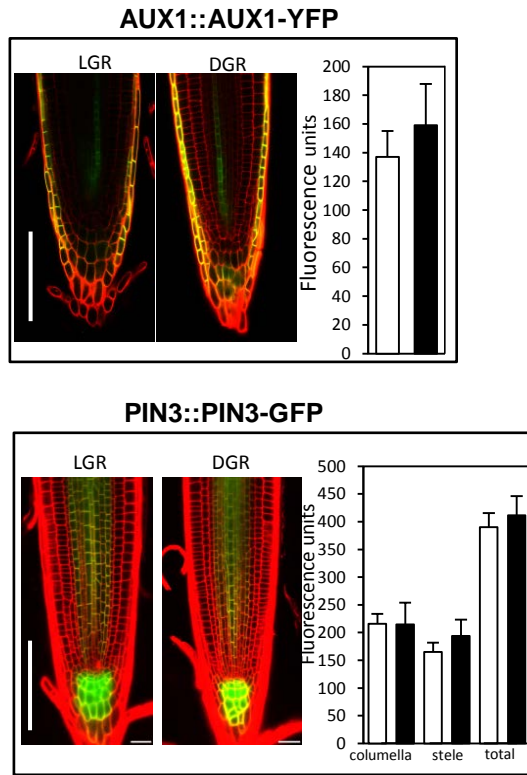 AUX1::AUX1-YFP
LGR
DGR
Fluorescence units
200
180
160
140
120
100
80
60
40
20
0
PIN3::PIN3-GFP
LGR
DGR
Fluorescence units
500
450
400
350
300
250
200
150
100
50
0
columella stele total